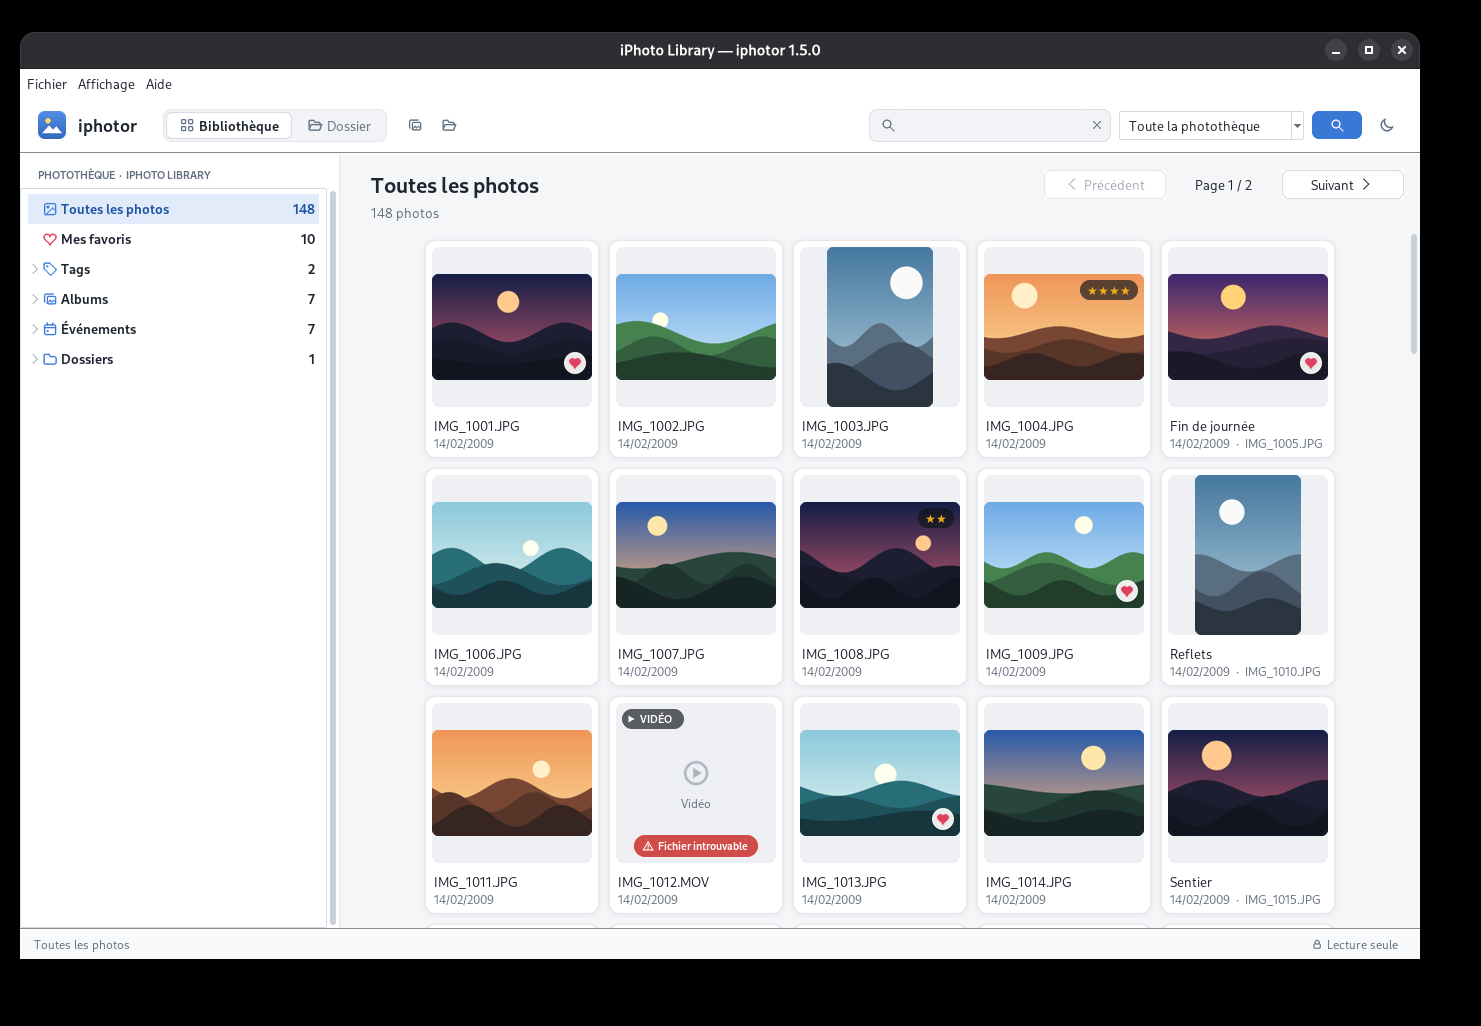 iPhoto Library — iphotor 1.5.0
Fichier Affichage Aide
iphotor
Bibliothèque
Dossier
Toute la photothèque
PHOTOTHÈQUE · IPHOTO LIBRARY
Toutes les photos 148
Mes favoris 10
Tags 2
Albums 7
Événements 7
Dossiers 1
Toutes les photos
148 photos
Précédent
Page 1 / 2
Suivant
IMG_1001.JPG
14/02/2009
IMG_1002.JPG
14/02/2009
IMG_1003.JPG
14/02/2009
IMG_1004.JPG
14/02/2009
Fin de journée
14/02/2009 · IMG_1005.JPG
IMG_1006.JPG
14/02/2009
IMG_1007.JPG
14/02/2009
IMG_1008.JPG
14/02/2009
IMG_1009.JPG
14/02/2009
Reflets
14/02/2009 · IMG_1010.JPG
IMG_1011.JPG
14/02/2009
VIDÉO
Vidéo
Fichier introuvable
IMG_1012.MOV
14/02/2009
IMG_1013.JPG
14/02/2009
IMG_1014.JPG
14/02/2009
Sentier
14/02/2009 · IMG_1015.JPG
Toutes les photos
Lecture seule